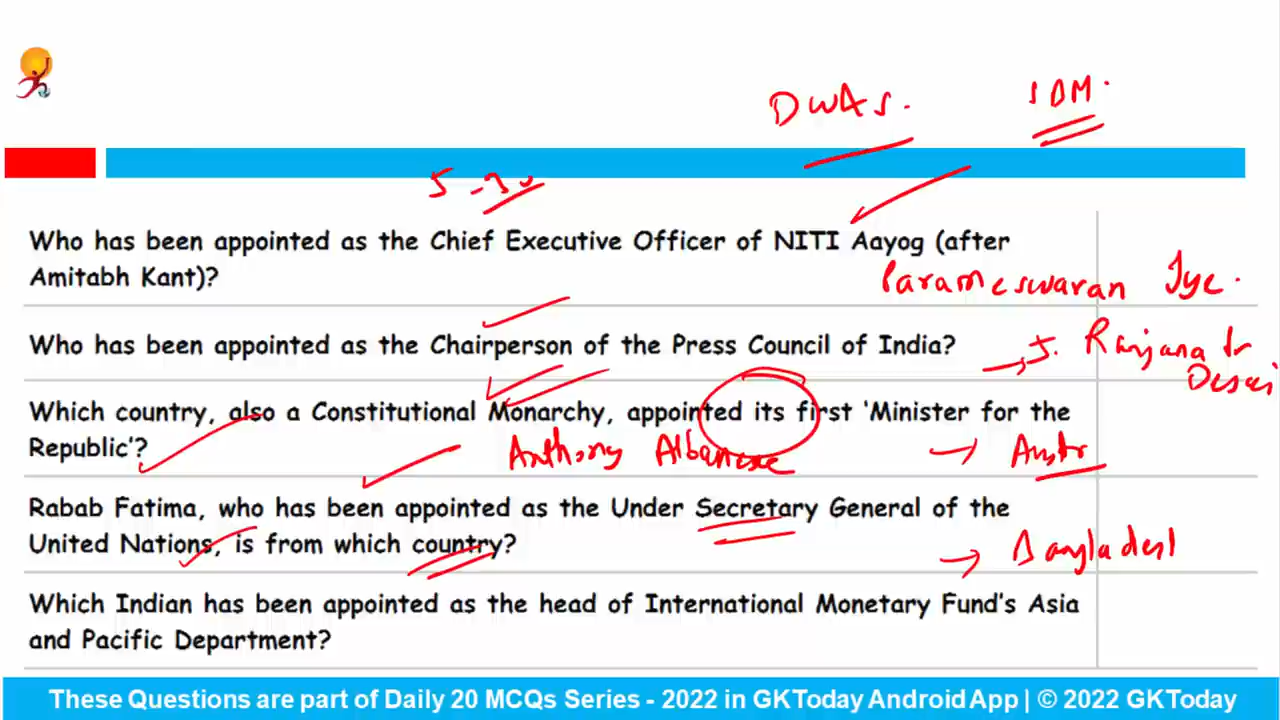 DWAS.
SDM.
5-30
Who has been appointed as the Chief Executive Officer of NITI Aayog (after
Amitabh Kant)?
Parameswaran Iye.
Who has been appointed as the Chairperson of the Press Council of India?
J. Ranjana Pr
Desai
Which country, also a Constitutional Monarchy, appointed its first ‘Minister for the
Republic’?
Anthony Albanese
Austr
Rabab Fatima, who has been appointed as the Under Secretary General of the
United Nations, is from which country?
Bangladesh
Which Indian has been appointed as the head of International Monetary Fund’s Asia
and Pacific Department?
These Questions are part of Daily 20 MCQs Series - 2022 in GKToday Android App | © 2022 GKToday